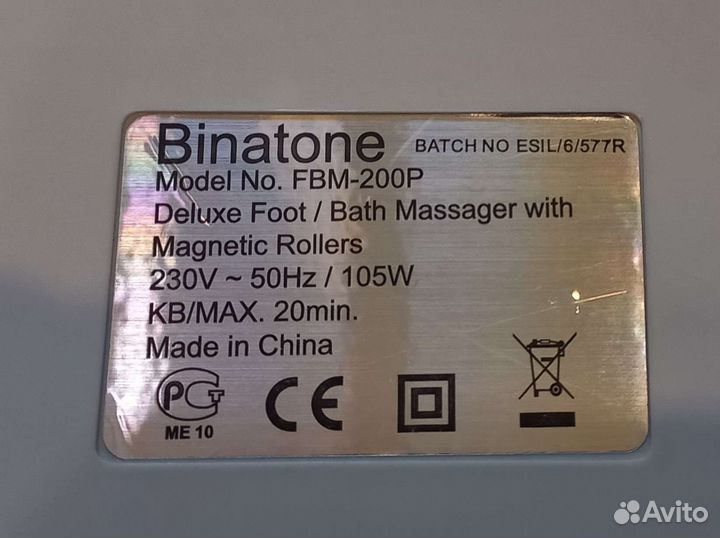 Binatone BATCH NO ESIL/6/577R
Model No. FBM-200P
Deluxe Foot / Bath Massager with
Magnetic Rollers
230V ~ 50Hz / 105W
KB/MAX. 20min.
Made in China
РСТ CE
ME 10
Avito